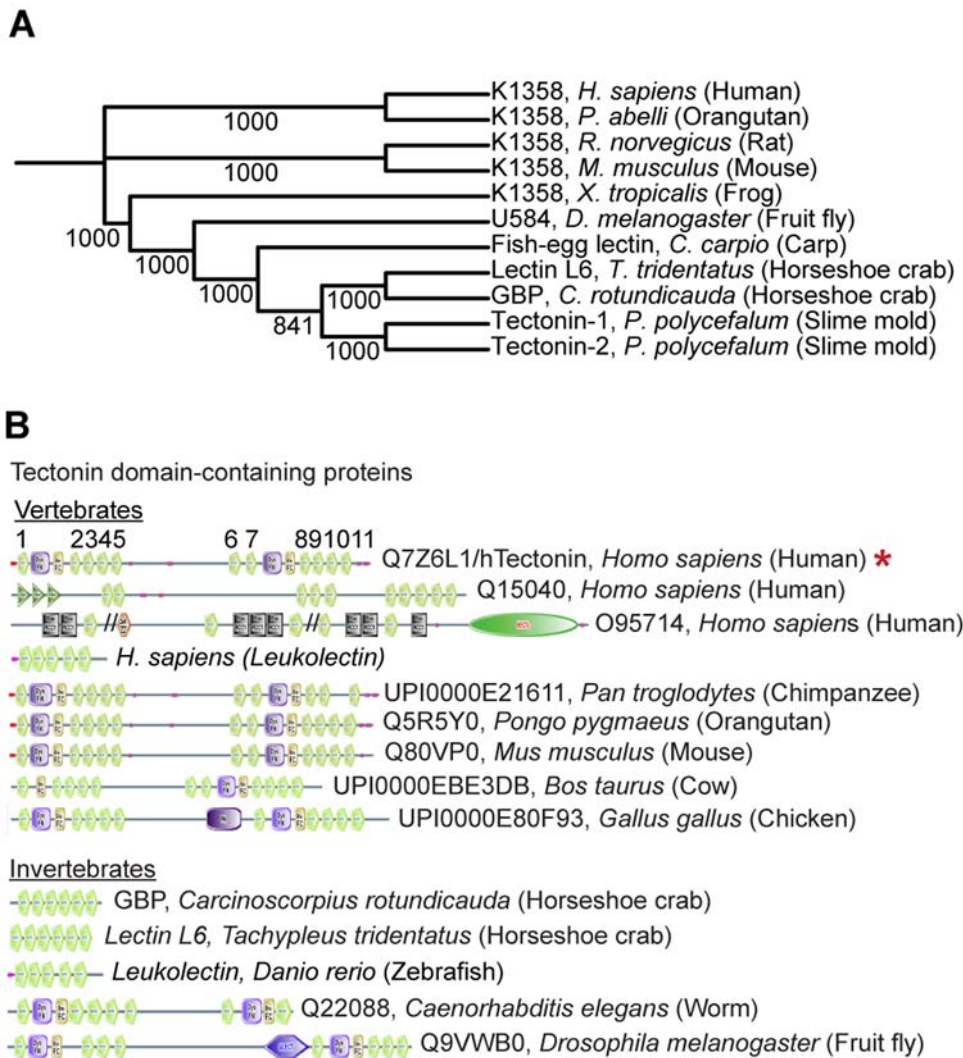 A
K1358, H. sapiens (Human)
1000
K1358, P. abelli (Orangutan)
K1358, R. norvegicus (Rat)
1000
K1358, M. musculus (Mouse)
K1358, X. tropicalis (Frog)
1000
U584, D. melanogaster (Fruit fly)
1000
Fish-egg lectin, C. carpio (Carp)
1000
Lectin L6, T. tridentatus (Horseshoe crab)
1000
GBP, C. rotundicauda (Horseshoe crab)
841
Tectonin-1, P. polycefalum (Slime mold)
1000
Tectonin-2, P. polycefalum (Slime mold)
B
Tectonin domain-containing proteins
Vertebrates
1 2345 6 7 891011
Q7Z6L1/hTectonin, Homo sapiens (Human) *
Q15040, Homo sapiens (Human)
// // O95714, Homo sapiens (Human)
H. sapiens (Leukolectin)
UPI0000E21611, Pan troglodytes (Chimpanzee)
Q5R5Y0, Pongo pygmaeus (Orangutan)
Q80VP0, Mus musculus (Mouse)
UPI0000EBE3DB, Bos taurus (Cow)
UPI0000E80F93, Gallus gallus (Chicken)
Invertebrates
GBP, Carcinoscorpius rotundicauda (Horseshoe crab)
Lectin L6, Tachypleus tridentatus (Horseshoe crab)
Leukolectin, Danio rerio (Zebrafish)
Q22088, Caenorhabditis elegans (Worm)
Q9VWB0, Drosophila melanogaster (Fruit fly)